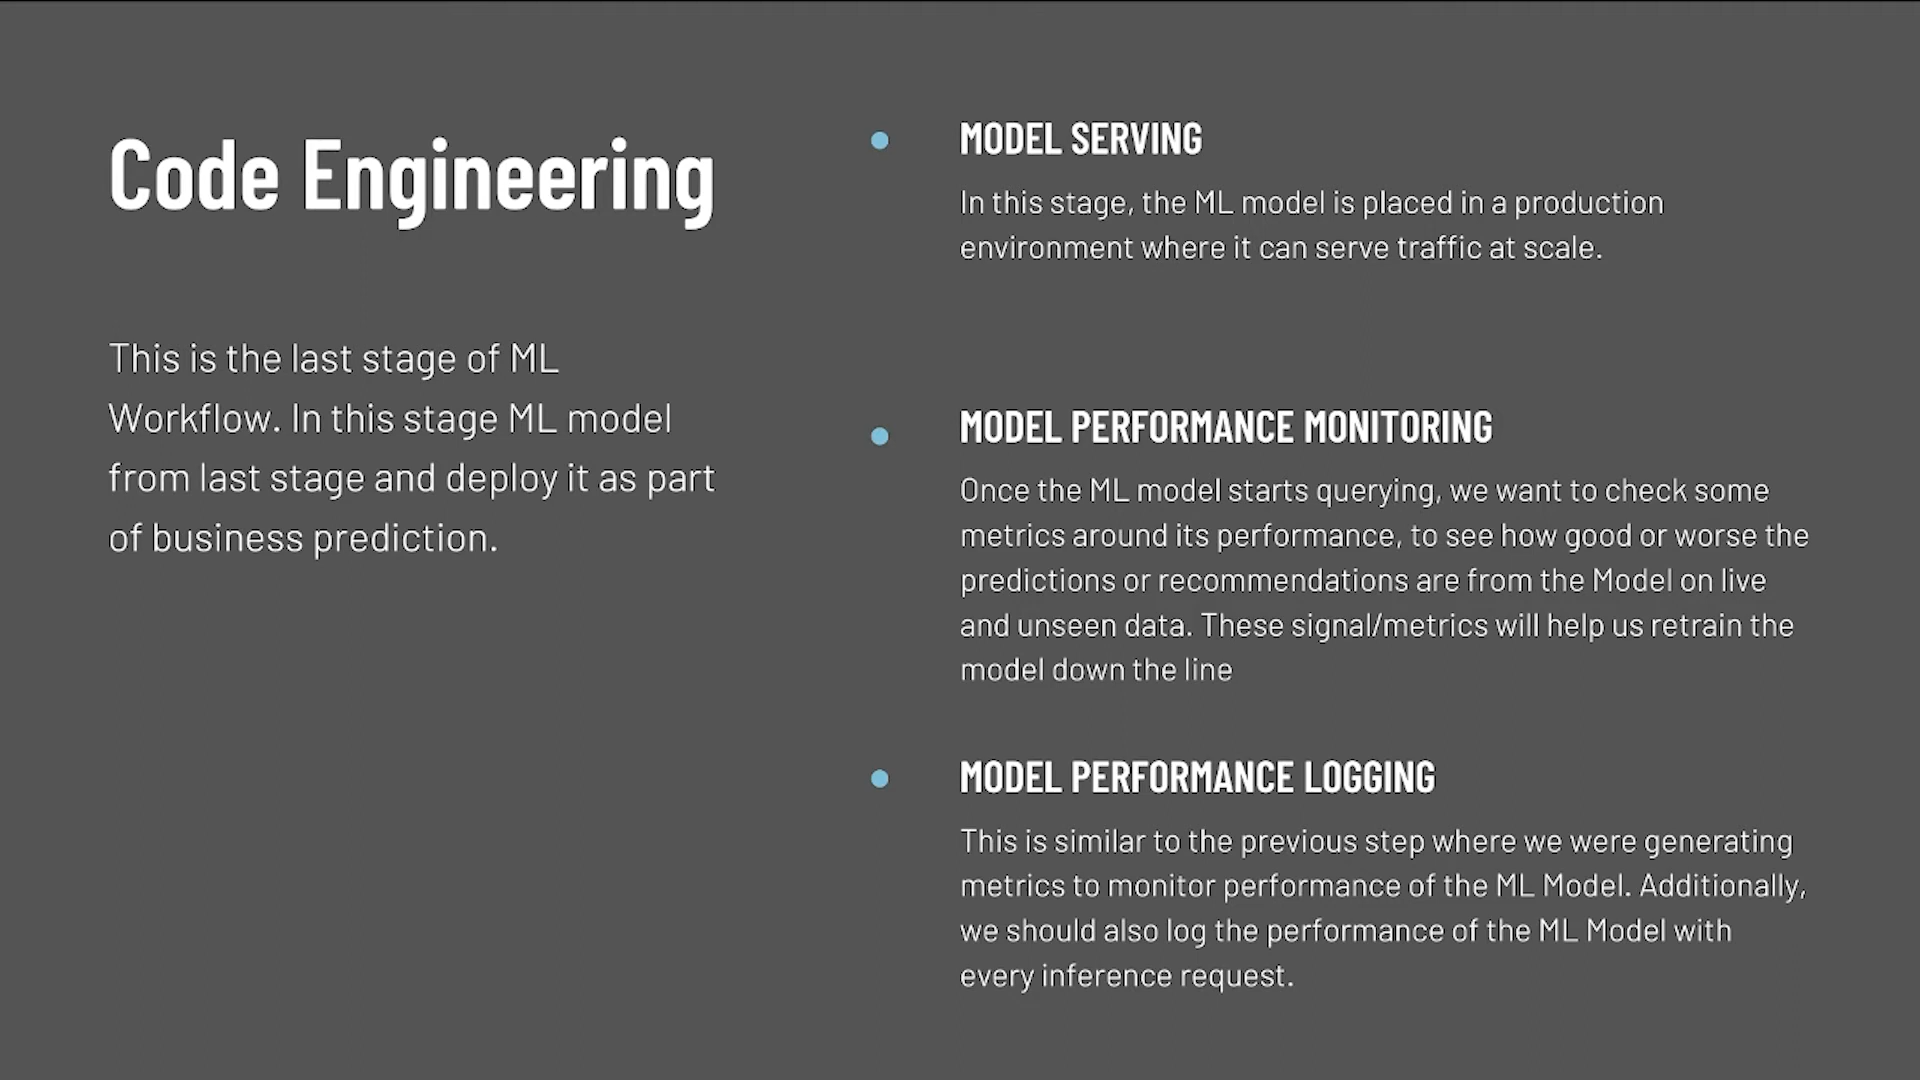 Code Engineering
This is the last stage of ML
Workflow. In this stage ML model
from last stage and deploy it as part
of business prediction.
MODEL SERVING
In this stage, the ML model is placed in a production
environment where it can serve traffic at scale.
MODEL PERFORMANCE MONITORING
Once the ML model starts querying, we want to check some
metrics around its performance, to see how good or worse the
predictions or recommendations are from the Model on live
and unseen data. These signal/metrics will help us retrain the
model down the line
MODEL PERFORMANCE LOGGING
This is similar to the previous step where we were generating
metrics to monitor performance of the ML Model. Additionally,
we should also log the performance of the ML Model with
every inference request.